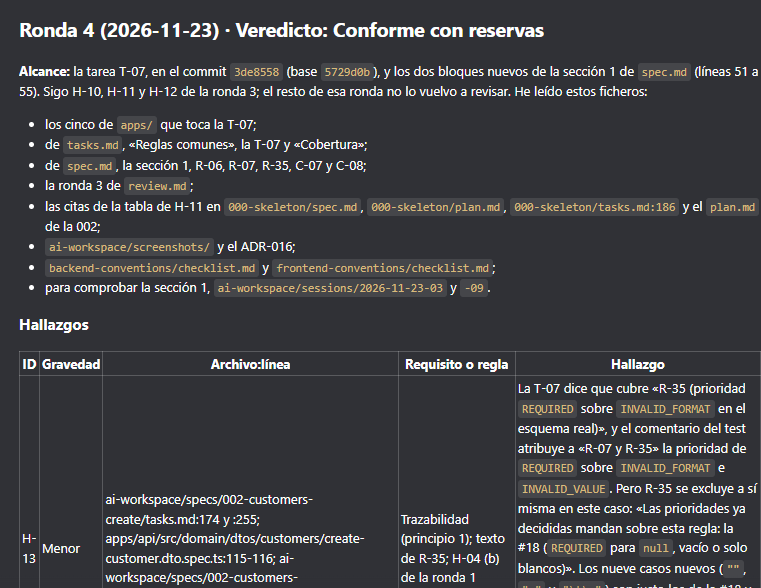 Ronda 4 (2026-11-23) · Veredicto: Conforme con reservas
Alcance: la tarea T-07, en el commit 3de8558 (base 5729d0b), y los dos bloques nuevos de la sección 1 de spec.md (líneas 51 a
55). Sigo H-10, H-11 y H-12 de la ronda 3; el resto de esa ronda no lo vuelvo a revisar. He leído estos ficheros:
• los cinco de apps/ que toca la T-07;
• de tasks.md, «Reglas comunes», la T-07 y «Cobertura»;
• de spec.md, la sección 1, R-06, R-07, R-35, C-07 y C-08;
• la ronda 3 de review.md;
• las citas de la tabla de H-11 en 000-skeleton/spec.md, 000-skeleton/plan.md, 000-skeleton/tasks.md:186 y el plan.md
de la 002;
• ai-workspace/screenshots/ y el ADR-016;
• backend-conventions/checklist.md y frontend-conventions/checklist.md;
• para comprobar la sección 1, ai-workspace/sessions/2026-11-23-03 y -09.
Hallazgos
ID Gravedad Archivo:línea Requisito o regla Hallazgo
H-
13
Menor
ai-workspace/specs/002-customers-
create/tasks.md:174 y :255;
apps/api/src/domain/dtos/customers/create-
customer.dto.spec.ts:115-116; ai-
workspace/specs/002-customers-
Trazabilidad
(principio 1); texto
de R-35; H-04 (b)
de la ronda 1
La T-07 dice que cubre «R-35 (prioridad
REQUIRED sobre INVALID_FORMAT en el
esquema real)», y el comentario del test
atribuye a «R-07 y R-35» la prioridad de
REQUIRED sobre INVALID_FORMAT e
INVALID_VALUE. Pero R-35 se excluye a sí
misma en este caso: «Las prioridades ya
decididas mandan sobre esta regla: la
#18 (REQUIRED para null, vacío o solo
blancos)». Los nueve casos nuevos ("",